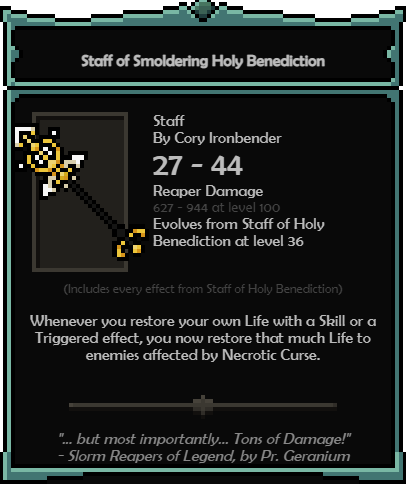 Staff of Smoldering Holy Benediction
Staff
By Cory Ironbender
27 - 44
Reaper Damage
627 - 944 at level 100
Evolves from Staff of Holy
Benediction at level 36
(Includes every effect from Staff of Holy Benediction)
Whenever you restore your own Life with a Skill or a
Triggered effect, you now restore that much Life to
enemies affected by Necrotic Curse.
"... but most importantly... Tons of Damage!"
- Slorm Reapers of Legend, by Pr. Geranium